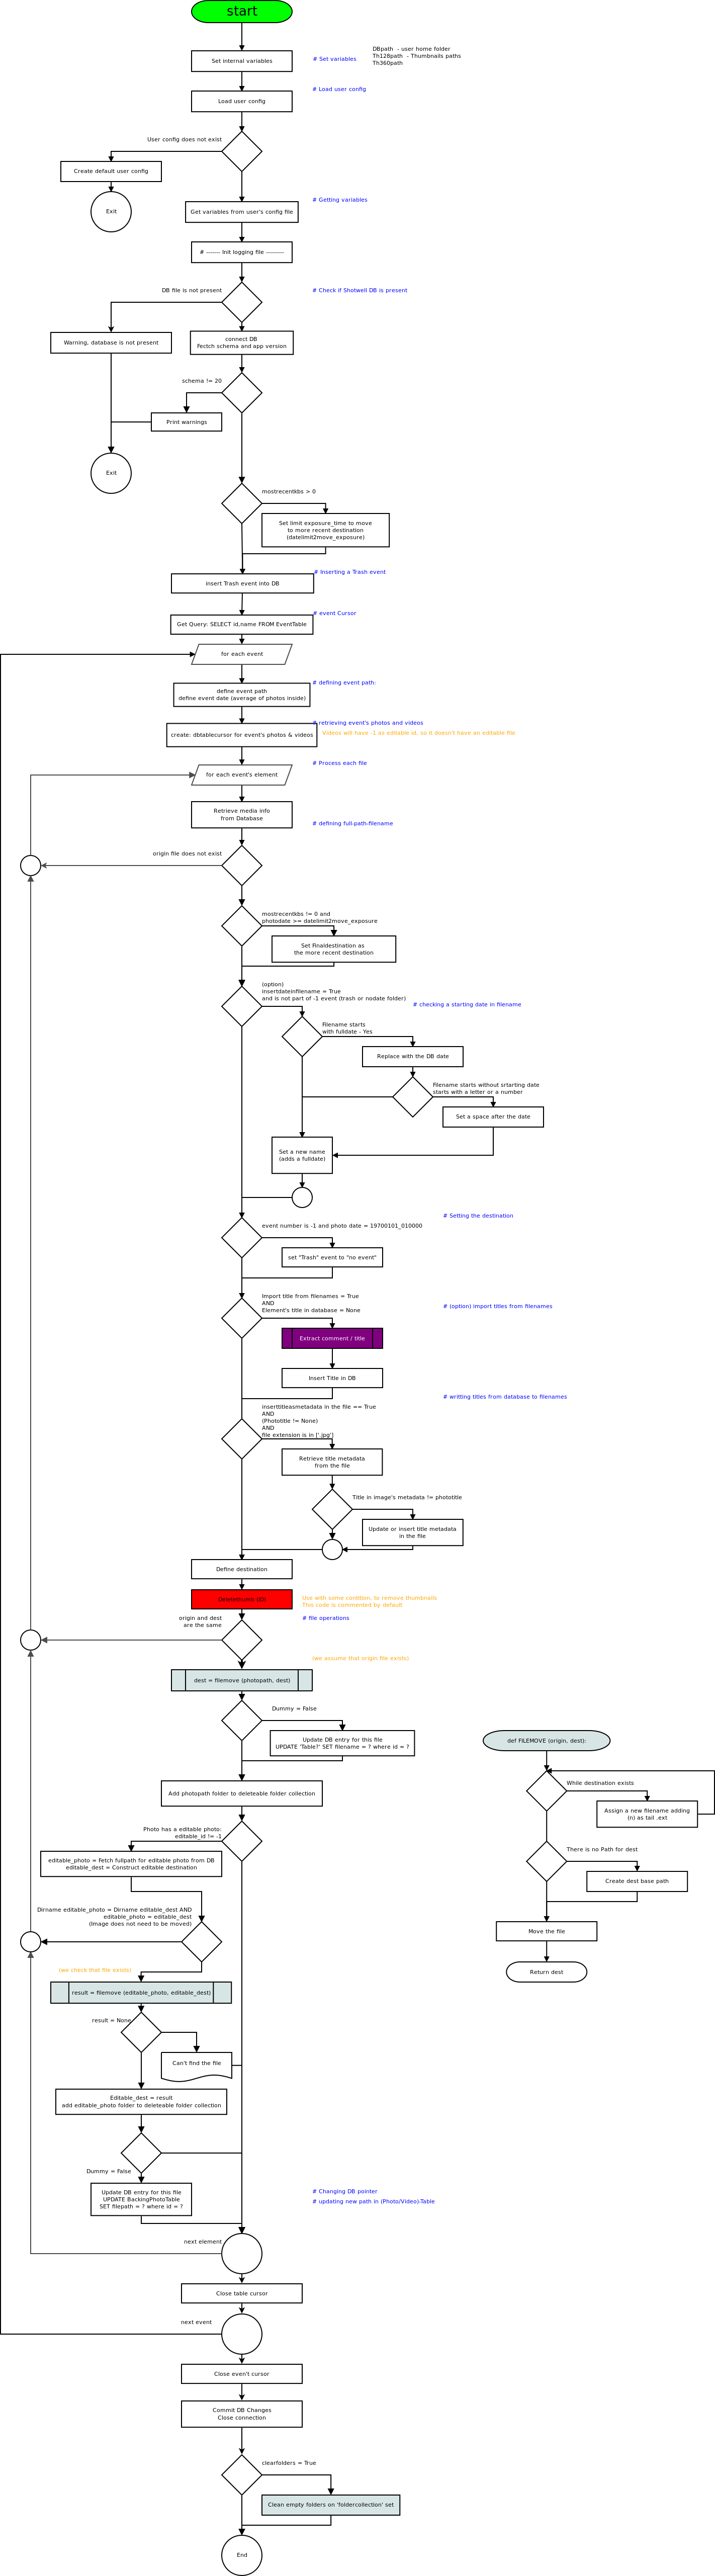 start
DBpath - user home folder
Th128path - Thumbnails paths
Th360path
Set internal variables
# Set variables
# Load user config
Load user config
User config does not exist
Create default user config
Exit
# Getting variables
Get variables from user's config file
# ------- Init logging file ---------
DB file is not present
# Check if Shotwell DB is present
Warning, database is not present
connect DB
Fectch schema and app version
schema != 20
Print warnings
Exit
mostrecentkbs > 0
Set limit exposure_time to move
to more recent destination
(datelimit2move_exposure)
# Inserting a Trash event
insert Trash event into DB
# event Cursor
Get Query: SELECT id,name FROM EventTable
for each event
# defining event path:
define event path
define event date (average of photos inside)
# retrieving event's photos and videos
Videos will have -1 as editable id, so it doesn't have an editable file.
create: dbtablecursor for event's photos & videos
# Process each file
for each event's element
Retrieve media info
from Database
# defining full-path-filename
origin file does not exist
mostrecentkbs != 0 and
photodate >= datelimit2move_exposure
Set Finaldestination as
the more recent destination
(option)
insertdateinfilename = True
and is not part of -1 event (trash or nodate folder)
# checking a starting date in filename
Filename starts
with fulldate - Yes
Replace with the DB date
Filename starts without srtarting date
starts with a letter or a number
Set a space after the date
Set a new name
(adds a fulldate)
# Setting the destination
event number is -1 and photo date = 19700101_010000
set "Trash" event to "no event"
Import title from filenames = True
AND
Element's title in database = None
# (option) import titles from filenames
Extract comment / title
Insert Title in DB
# writting titles from database to filenames
inserttitleasmetadata in the file == True
AND
(Phototitle != None)
AND
file extension is in ['.jpg']
Retrieve title metadata
from the file
Title in image's metadata != phototitle
Update or insert title metadata
in the file
Define destination
Deletethumb (ID)
Use with some contition, to remove thumbnails
This code is commented by default
origin and dest
are the same
# file operations
(we assume that origin file exists)
dest = filemove (photopath, dest)
Dummy = False
Update DB entry for this file
UPDATE 'Table?' SET filename = ? where id = ?
def FILEMOVE (origin, dest):
While destination exists
Assign a new filename adding
(n) as tail .ext
There is no Path for dest
Create dest base path
Move the file
Return dest
Add photopath folder to deleteable folder collection
Photo has a editable photo:
editable_id != -1
editable_photo = Fetch fullpath for editable photo from DB
editable_dest = Construct editable destination
Dirname editable_photo = Dirname editable_dest AND
editable_photo = editable_dest
(Image does not need to be moved)
(we check that file exists)
result = filemove (editable_photo, editable_dest)
result = None
Can't find the file
Editable_dest = result
add editable_photo folder to deleteable folder collection
Dummy = False
Update DB entry for this file
UPDATE BackingPhotoTable
SET filepath = ? where id = ?
# Changing DB pointer
# updating new path in (Photo/Video)-Table
next element
Close table cursor
next event
Close even't cursor
Commit DB Changes
Close connection
clearfolders = True
Clean empty folders on 'foldercollection' set
End